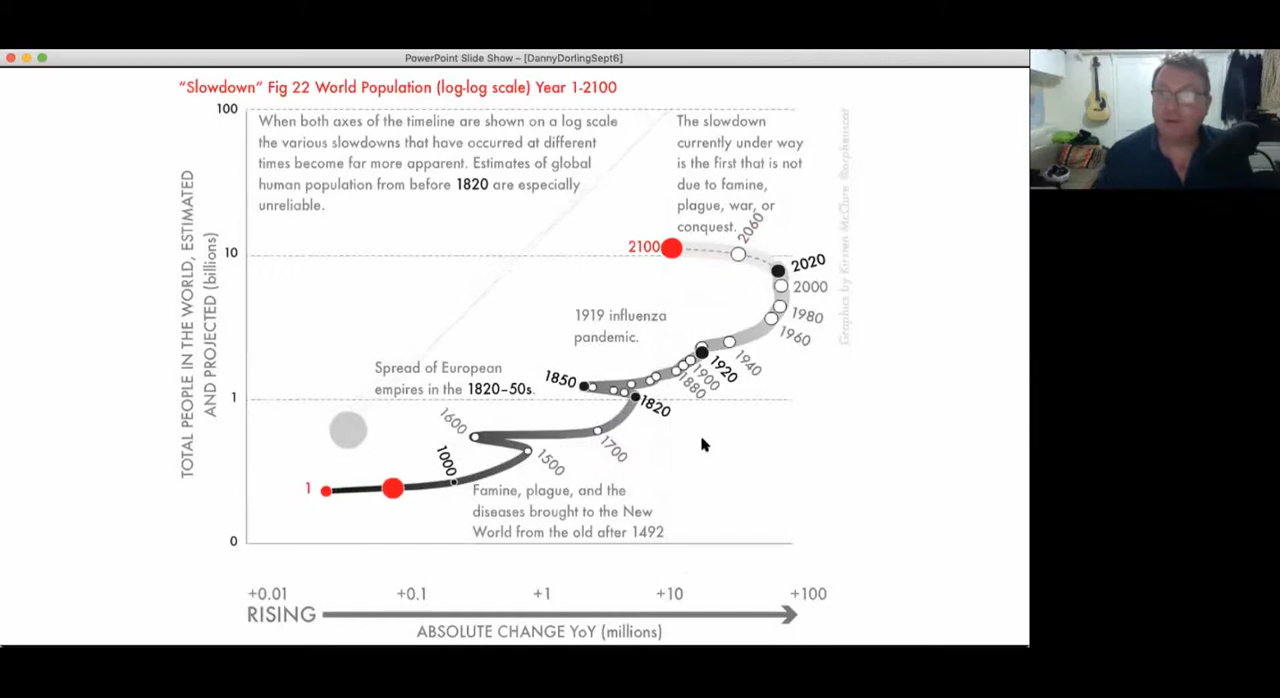 PowerPoint Slide Show – [DannyDorlingSept6]
"Slowdown" Fig 22 World Population (log-log scale) Year 1-2100
TOTAL PEOPLE IN THE WORLD, ESTIMATED
AND PROJECTED (billions)
100
10
1
0
When both axes of the timeline are shown on a log scale
the various slowdowns that have occurred at different
times become far more apparent. Estimates of global
human population from before 1820 are especially
unreliable.
The slowdown
currently under way
is the first that is not
due to famine,
plague, war, or
conquest.
2100
2060
2020
2000
1980
1960
1940
1920
1900
1880
1919 influenza
pandemic.
Spread of European
empires in the 1820–50s.
1850
1820
1700
1600
1500
1000
1
Famine, plague, and the
diseases brought to the New
World from the old after 1492
+0.01
+0.1
+1
+10
+100
RISING
ABSOLUTE CHANGE YoY (millions)
Graphics by Kirsten McClure @orpheuscat